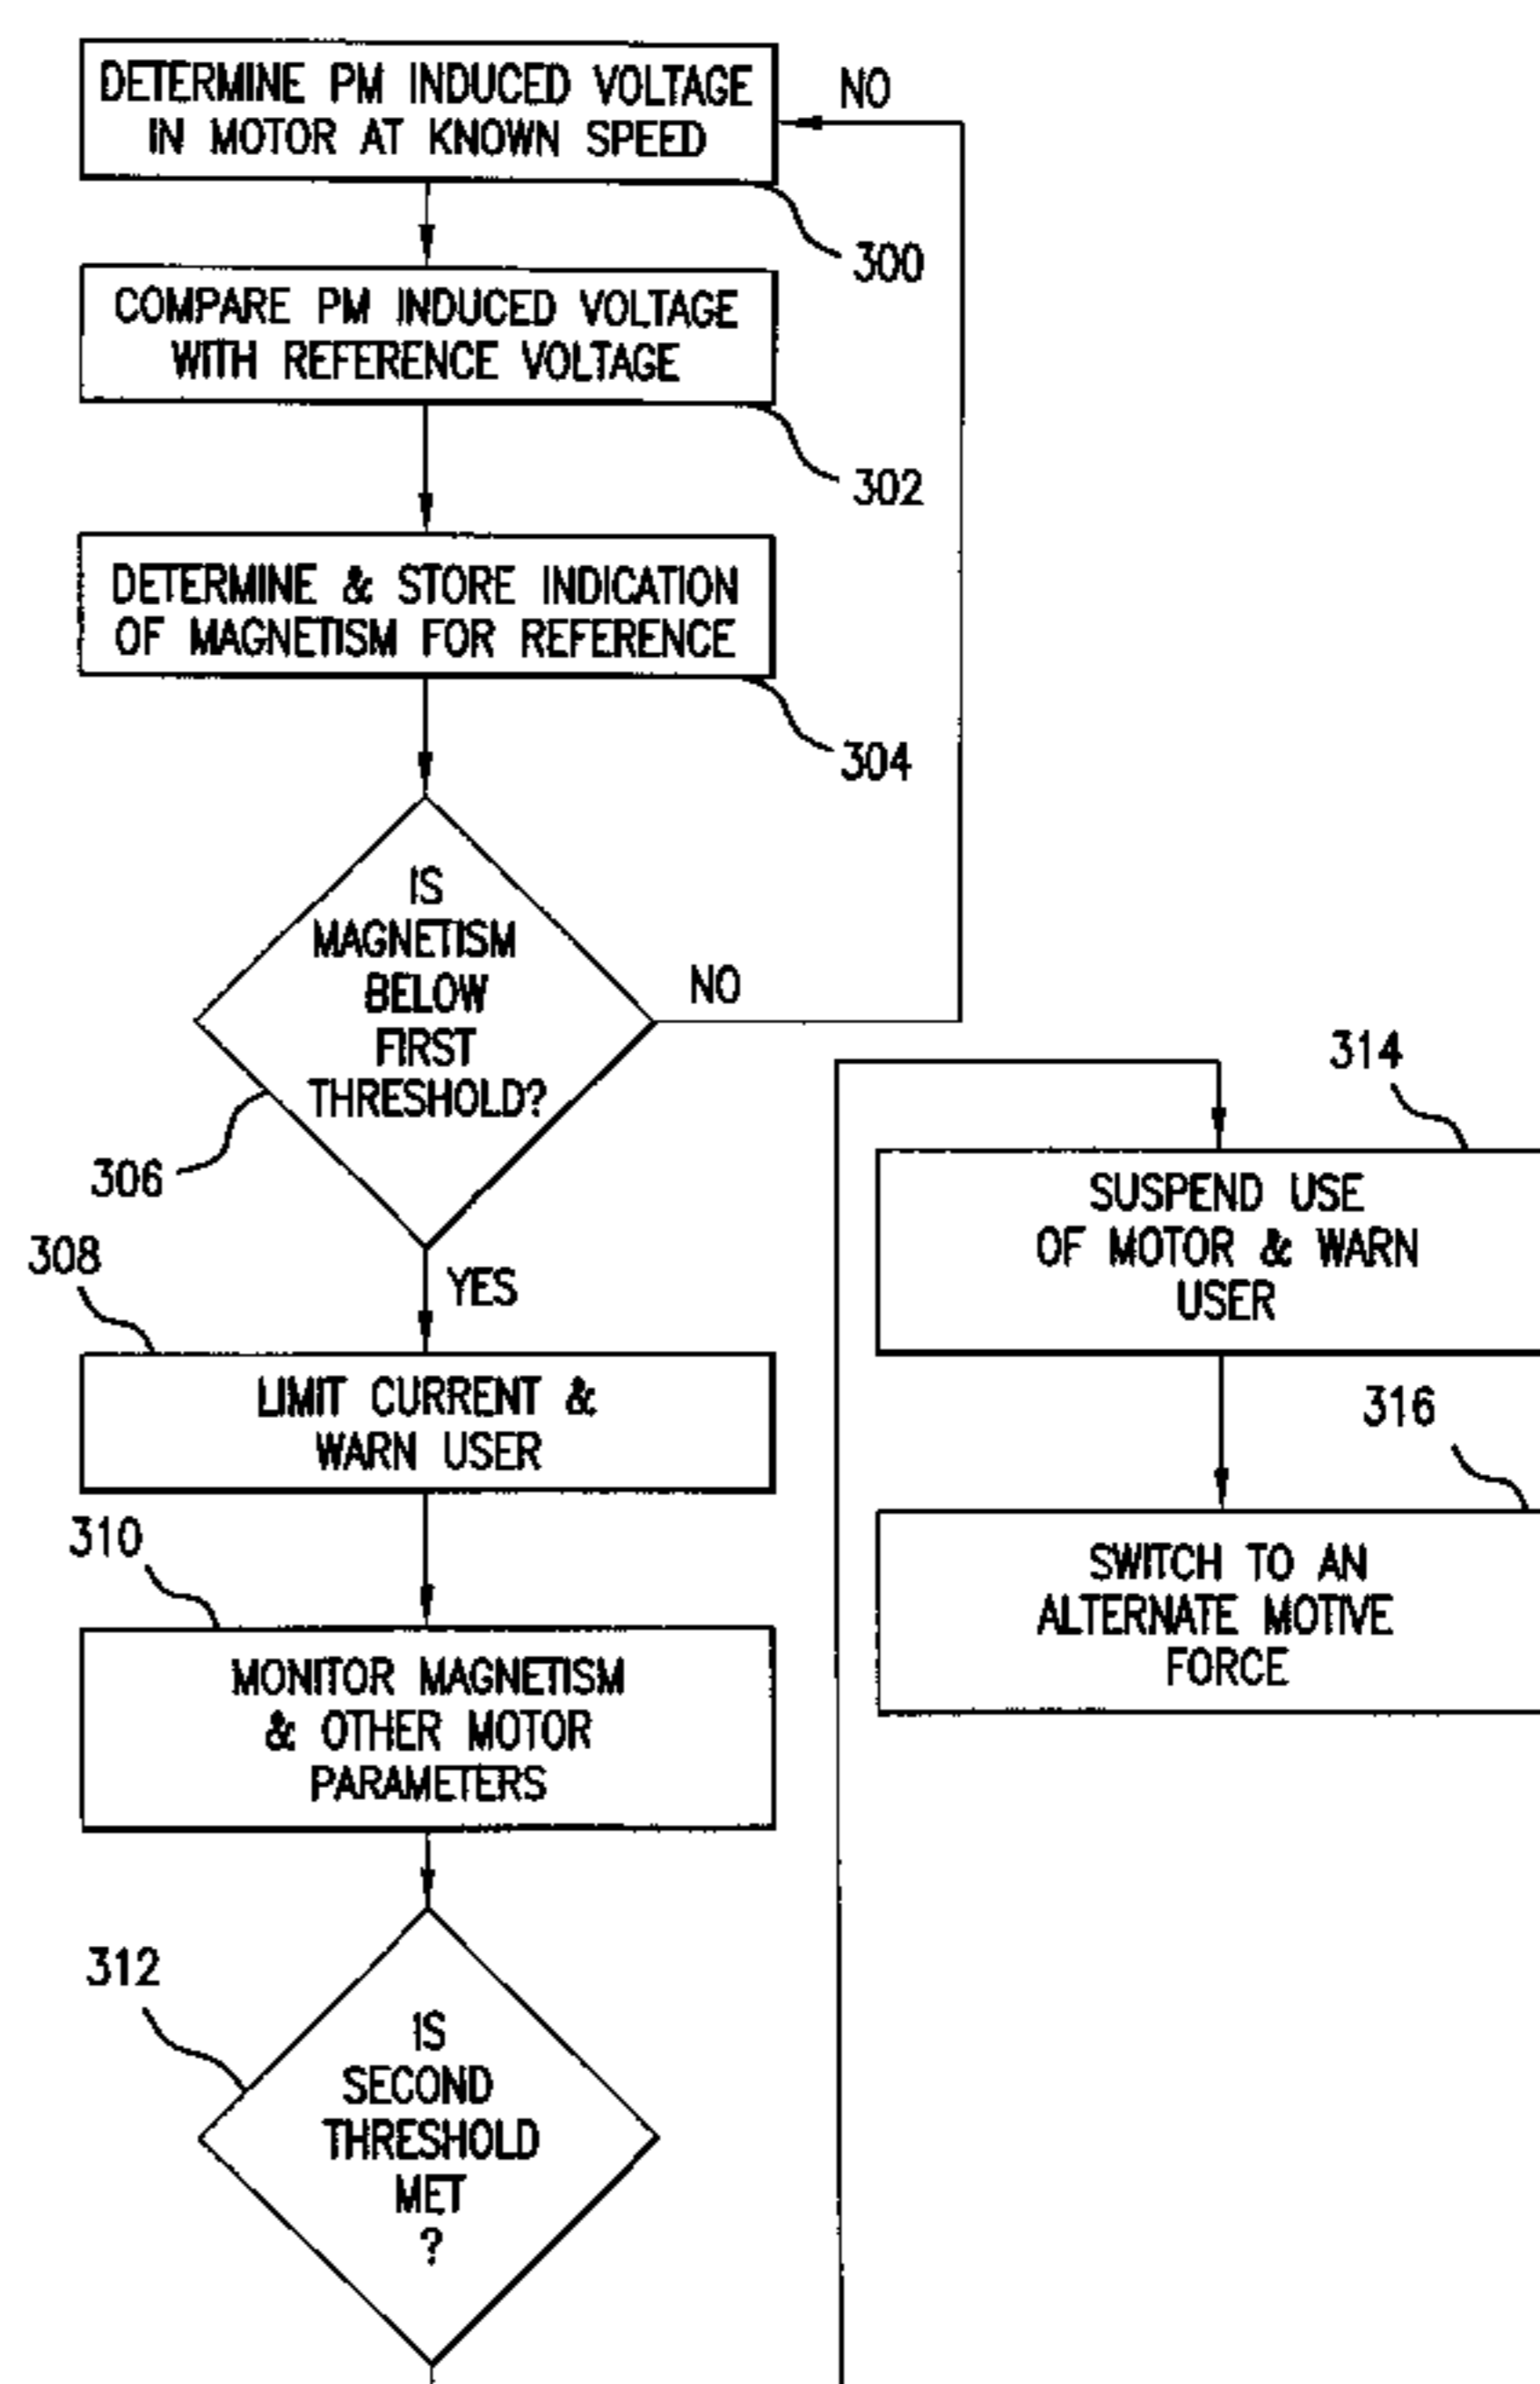 DETERMINE PM INDUCED VOLTAGE
IN MOTOR AT KNOWN SPEED
NO
300
COMPARE PM INDUCED VOLTAGE
WITH REFERENCE VOLTAGE
302
DETERMINE & STORE INDICATION
OF MAGNETISM FOR REFERENCE
304
IS
MAGNETISM
BELOW
FIRST
THRESHOLD?
NO
306
YES
308
LIMIT CURRENT &
WARN USER
310
MONITOR MAGNETISM
& OTHER MOTOR
PARAMETERS
312
IS
SECOND
THRESHOLD
MET
?
314
SUSPEND USE
OF MOTOR & WARN
USER
316
SWITCH TO AN
ALTERNATE MOTIVE
FORCE